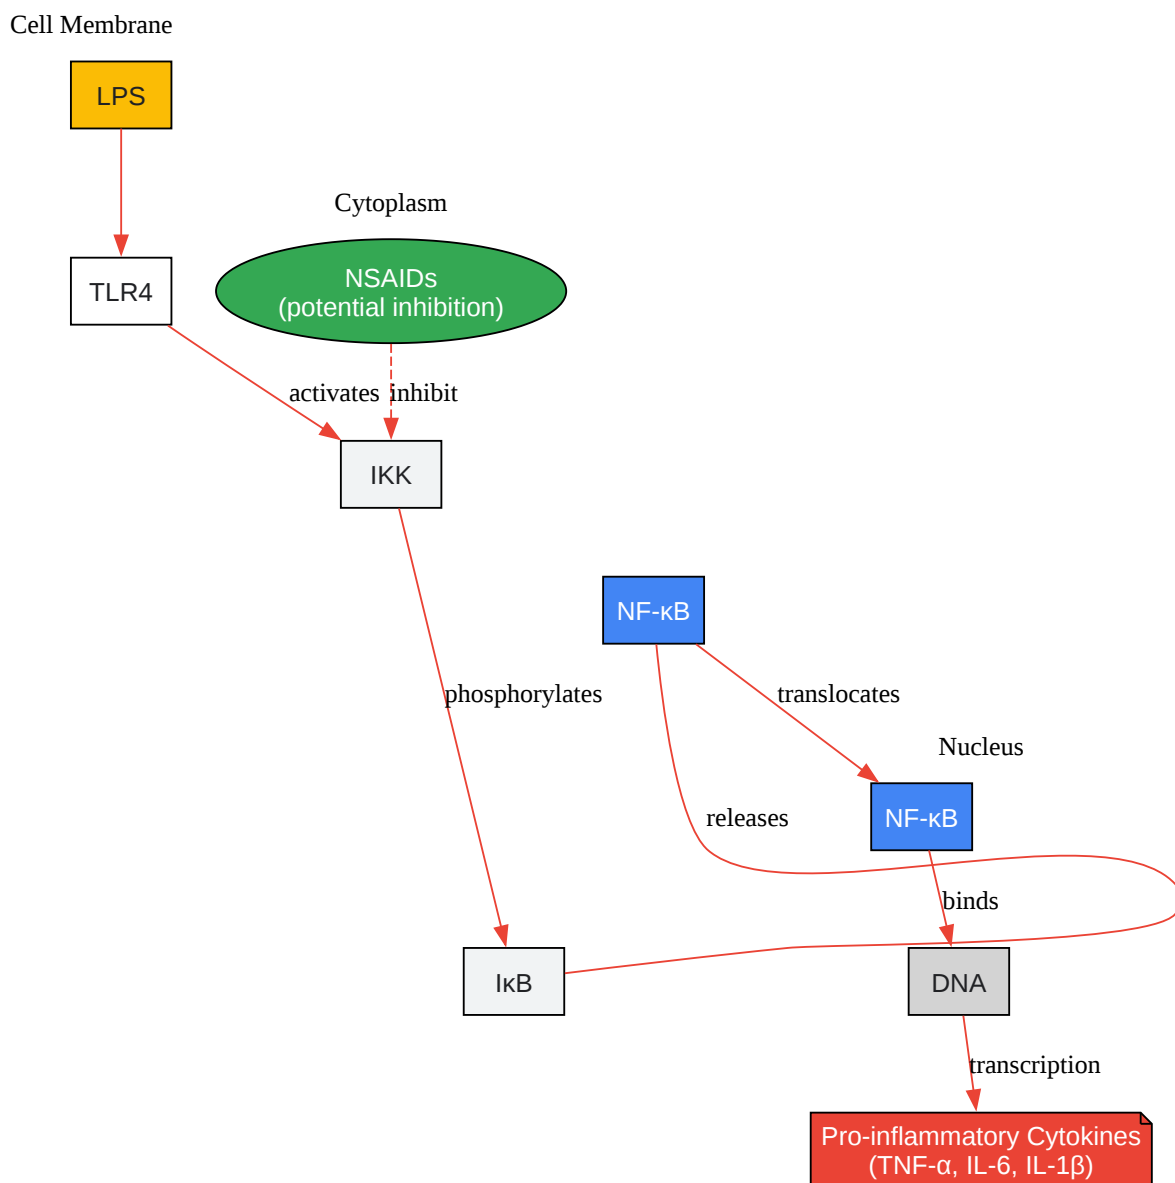 Cell Membrane
LPS
Cytoplasm
TLR4
NSAIDs
(potential inhibition)
activates
inhibit
IKK
NF-κB
phosphorylates
translocates
Nucleus
releases
NF-κB
binds
IκB
DNA
transcription
Pro-inflammatory Cytokines
(TNF-α, IL-6, IL-1β)